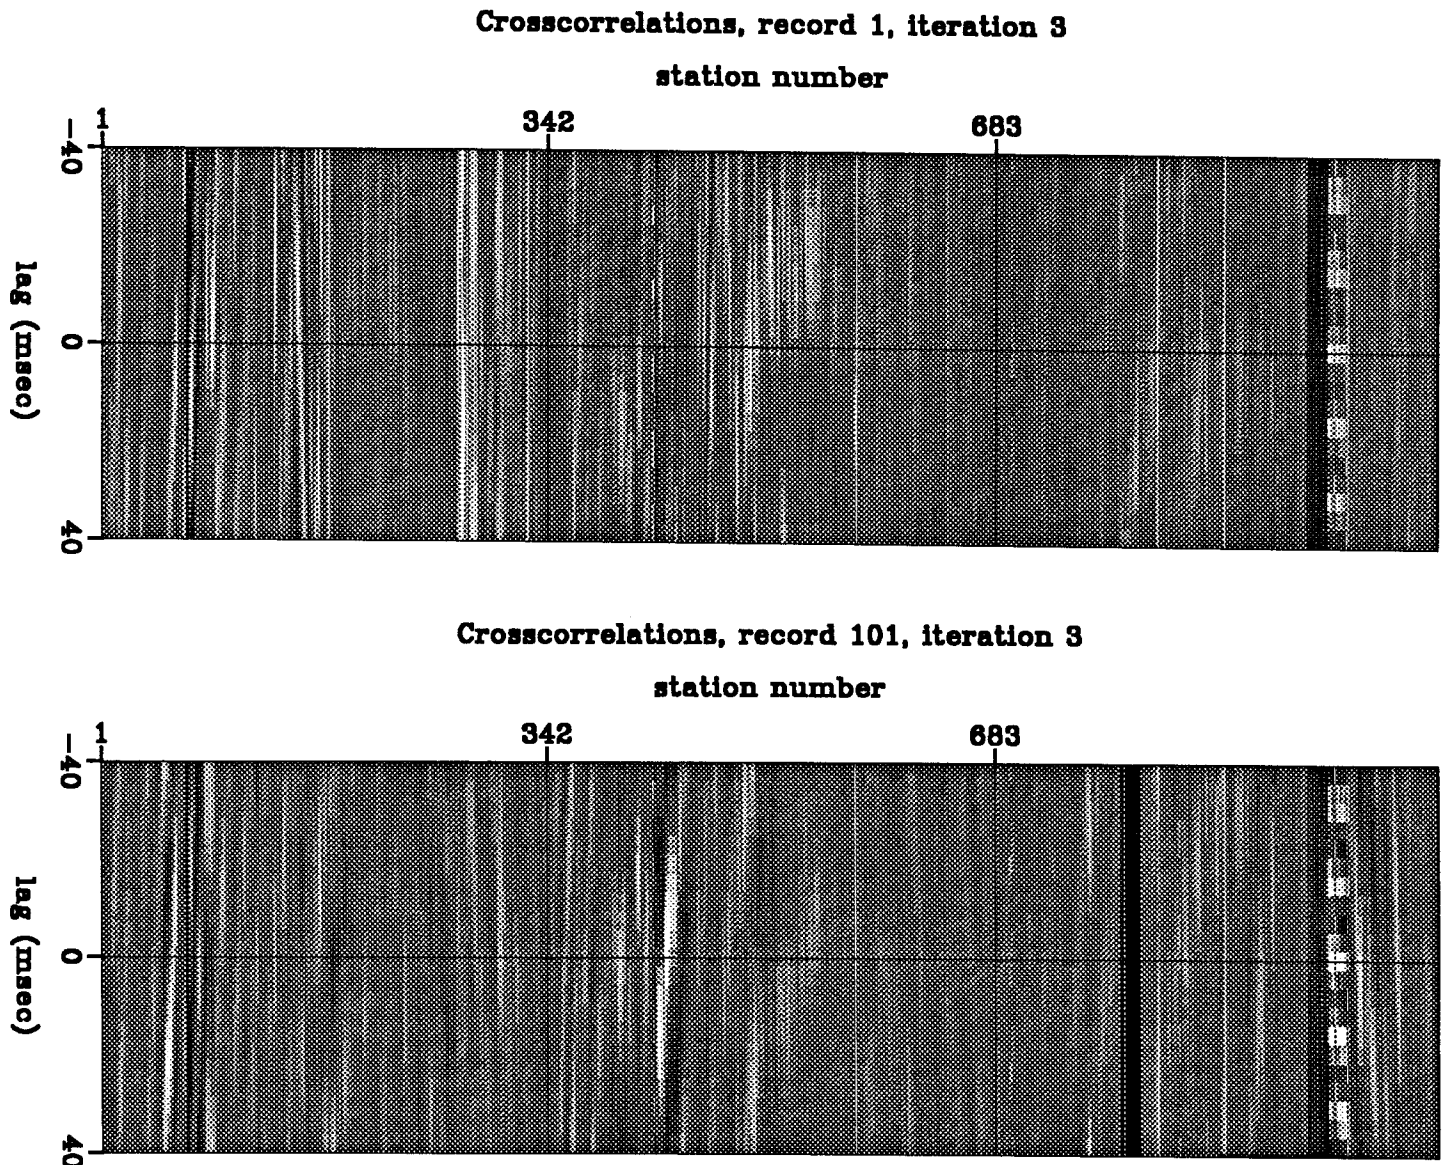 Crosscorrelations, record 1, iteration 3
station number
1 342 683
-40
0
40
lag (msec)
Crosscorrelations, record 101, iteration 3
station number
1 342 683
-40
0
40
lag (msec)